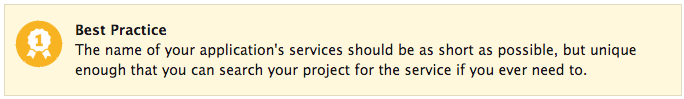 1
Best Practice
The name of your application's services should be as short as possible, but unique
enough that you can search your project for the service if you ever need to.